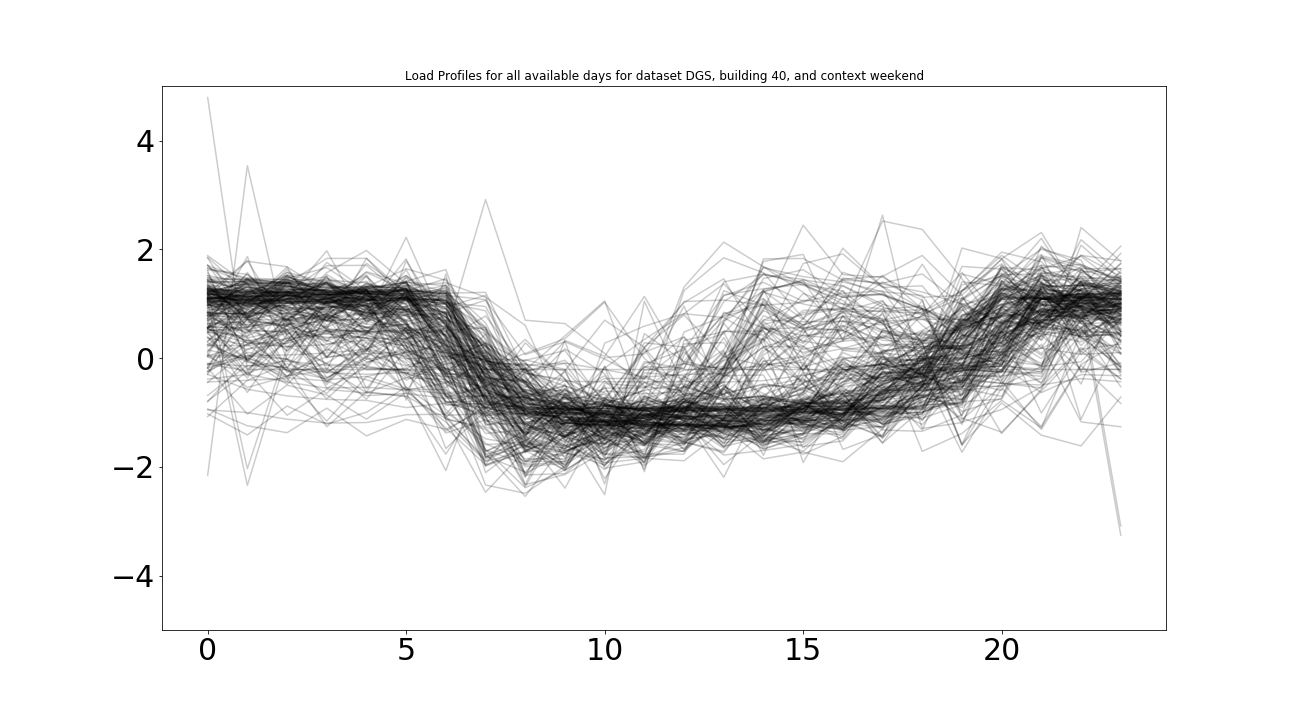 Load Profiles for all available days for dataset DGS, building 40, and context weekend
4
2
0
−2
−4
0 5 10 15 20